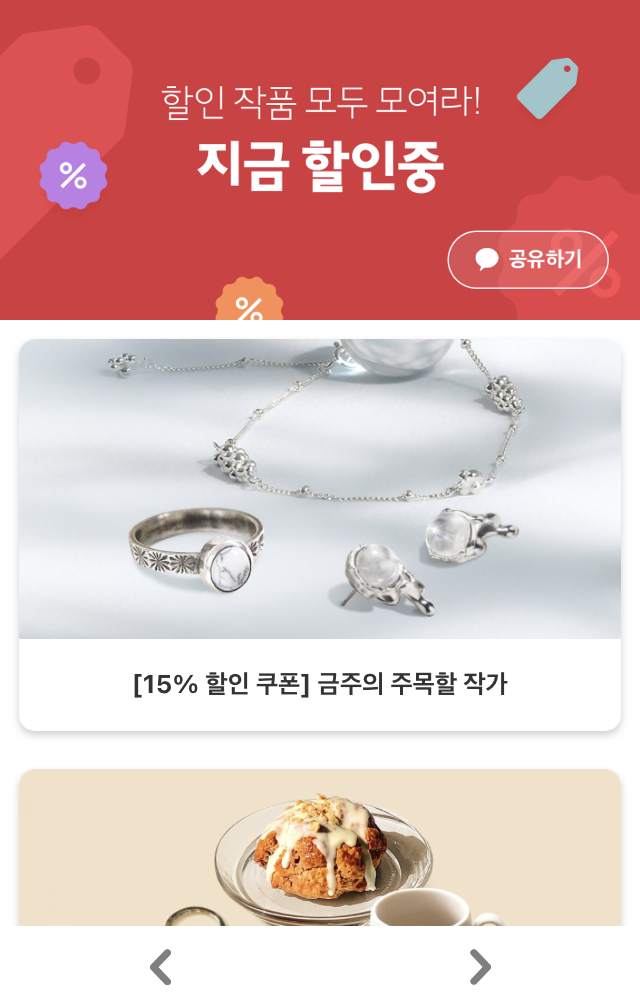 할인 작품 모두 모여라!
지금 할인중
%
공유하기
%
[15% 할인 쿠폰] 금주의 주목할 작가